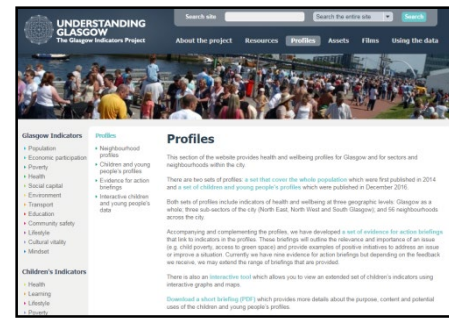 UNDERSTANDING
GLASGOW
The Glasgow Indicators Project
Search site
Search the entire site
Search
About the project
Resources
Profiles
Assets
Films
Using the data
Glasgow Indicators
Population
Economic participation
Poverty
Health
Social capital
Environment
Transport
Education
Community safety
Lifestyle
Cultural vitality
Mindset
Children's Indicators
Health
Learning
Lifestyle
Poverty
Profiles
Neighbourhood
profiles
Children and young
people's profiles
Evidence for action
briefings
Interactive children
and young people's
data
Profiles
This section of the website provides health and wellbeing profiles for Glasgow and for sectors and
neighbourhoods within the city.
There are two sets of profiles: a set that cover the whole population which were first published in 2014
and a set of children and young people's profiles which were published in December 2016.
Both sets of profiles include indicators of health and wellbeing at three geographic levels: Glasgow as a
whole; three sub-sectors of the city (North East, North West and South Glasgow); and 56 neighbourhoods
across the city.
Accompanying and complementing the profiles, we have developed a set of evidence for action briefings
that link to indicators in the profiles. These briefings will outline the relevance and importance of an issue
(e.g. child poverty, access to green space) and provide examples of positive initiatives to address an issue
or improve a situation. Currently we have nine evidence for action briefings but depending on the feedback
we receive, we may extend the range of briefings that are provided.
There is also an interactive tool which allows you to view an extended set of children's indicators using
interactive graphs and maps.
Download a short briefing (PDF) which provides more details about the purpose, content and potential
uses of the children and young people's profiles.